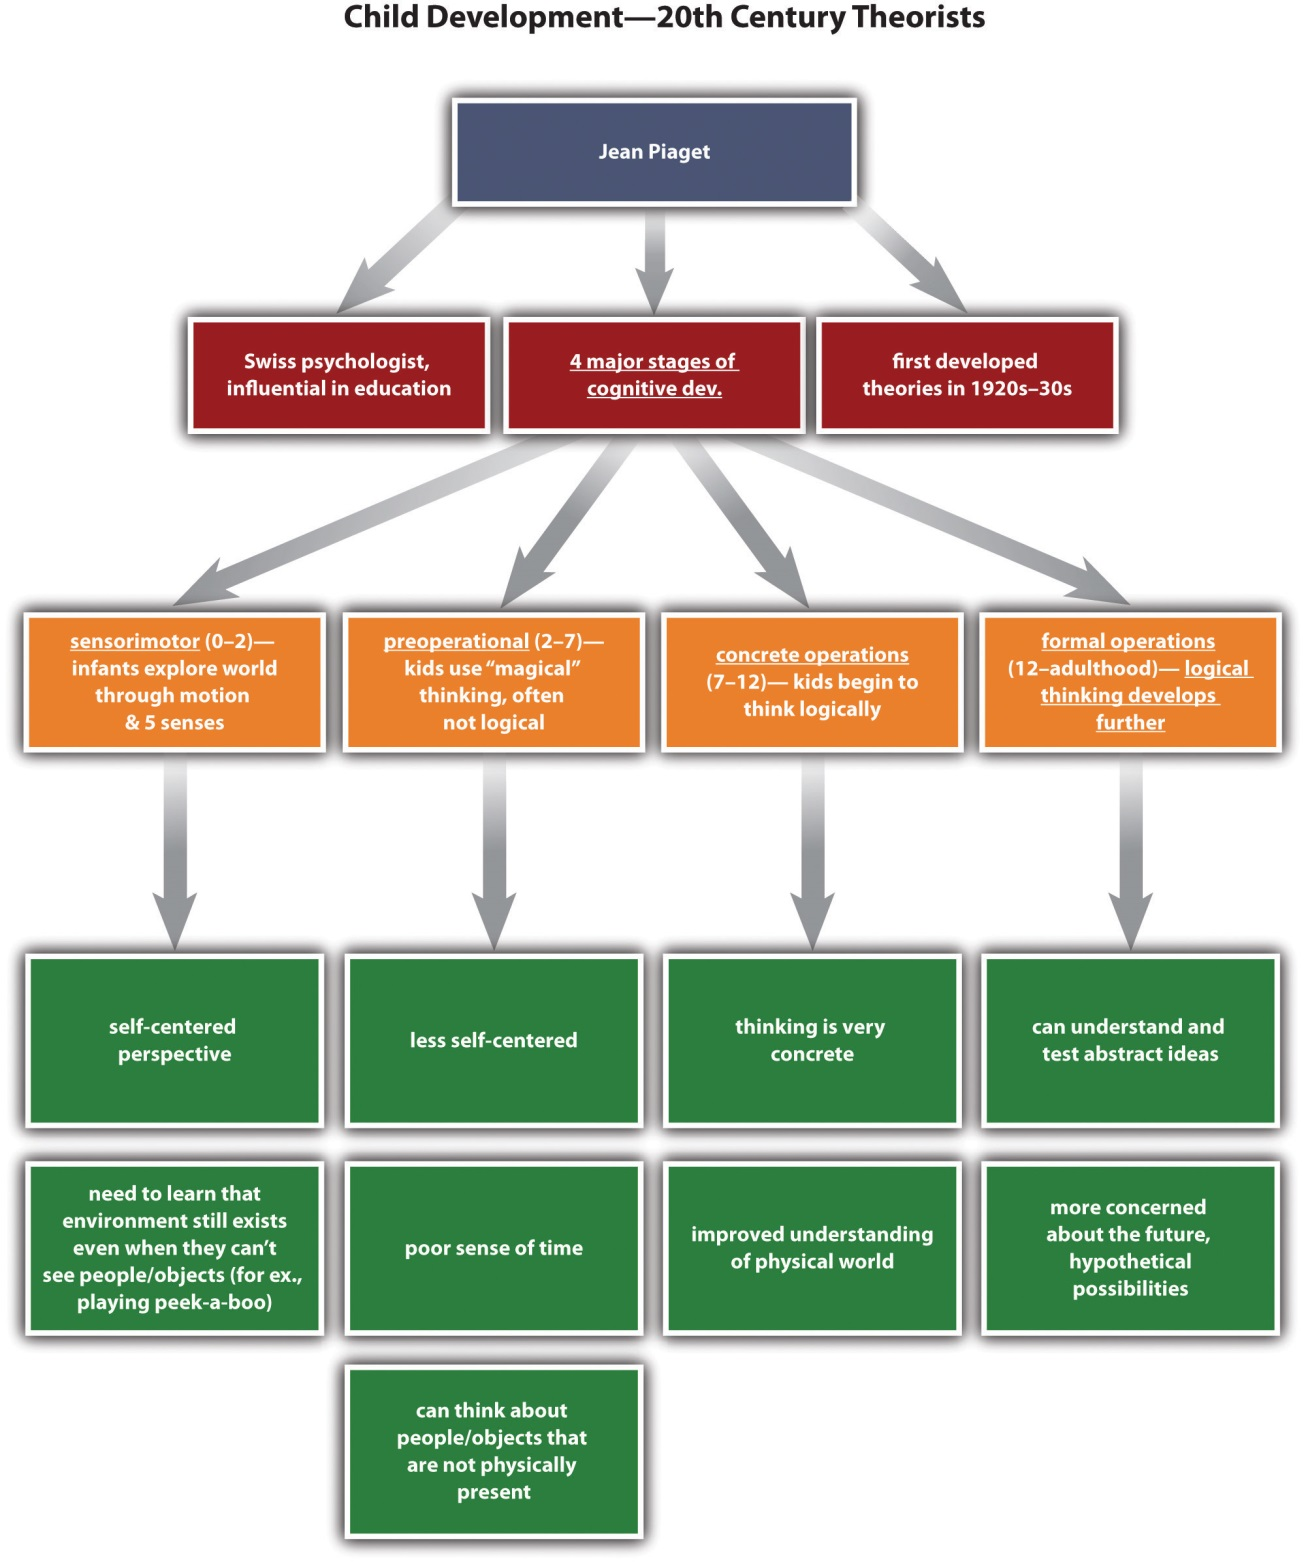 Child Development—20th Century Theorists
Jean Piaget
Swiss psychologist,
influential in education
4 major stages of
cognitive dev.
first developed
theories in 1920s–30s
sensorimotor (0–2)—
infants explore world
through motion
& 5 senses
preoperational (2–7)—
kids use “magical”
thinking, often
not logical
concrete operations
(7–12)— kids begin to
think logically
formal operations
(12–adulthood)— logical
thinking develops
further
self-centered
perspective
less self-centered
thinking is very
concrete
can understand and
test abstract ideas
need to learn that
environment still exists
even when they can’t
see people/objects (for ex.,
playing peek-a-boo)
poor sense of time
improved understanding
of physical world
more concerned
about the future,
hypothetical
possibilities
can think about
people/objects that
are not physically
present